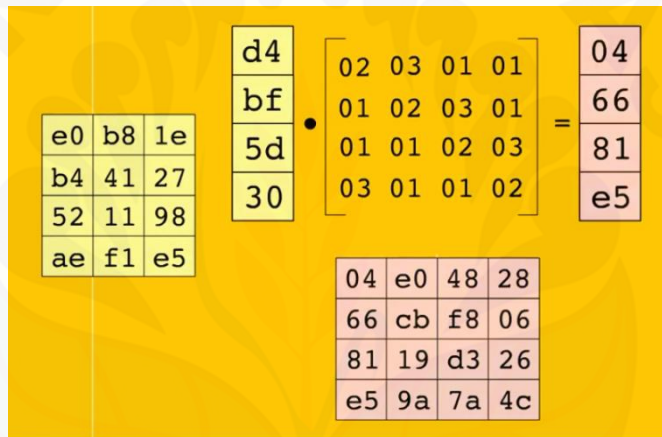 e0 b8 1e
b4 41 27
52 11 98
ae f1 e5
d4
bf
5d
30
•
02 03 01 01
01 02 03 01
01 01 02 03
03 01 01 02
=
04
66
81
e5
04 e0 48 28
66 cb f8 06
81 19 d3 26
e5 9a 7a 4c